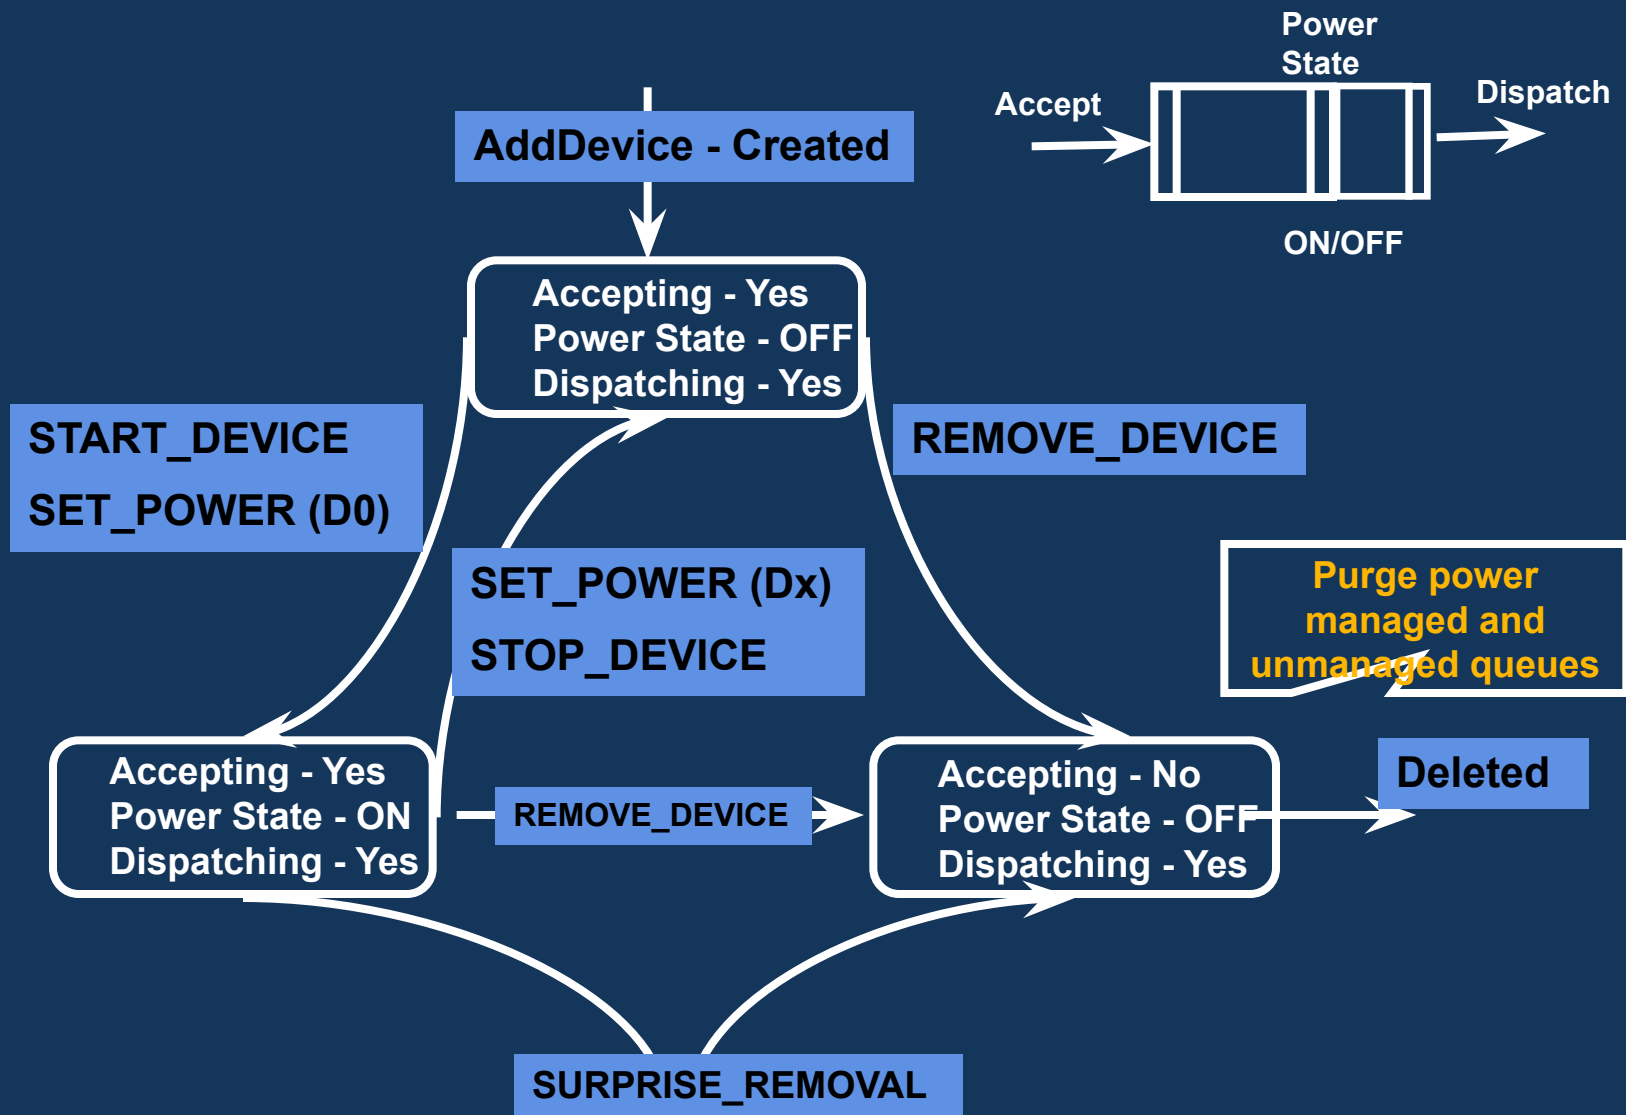 Power
State
Accept
Dispatch
ON/OFF
AddDevice - Created
Accepting - Yes
Power State - OFF
Dispatching - Yes
START_DEVICE
SET_POWER (D0)
REMOVE_DEVICE
SET_POWER (Dx)
STOP_DEVICE
Purge power
managed and
unmanaged queues
Accepting - Yes
Power State - ON
Dispatching - Yes
REMOVE_DEVICE
Accepting - No
Power State - OFF
Dispatching - Yes
Deleted
SURPRISE_REMOVAL